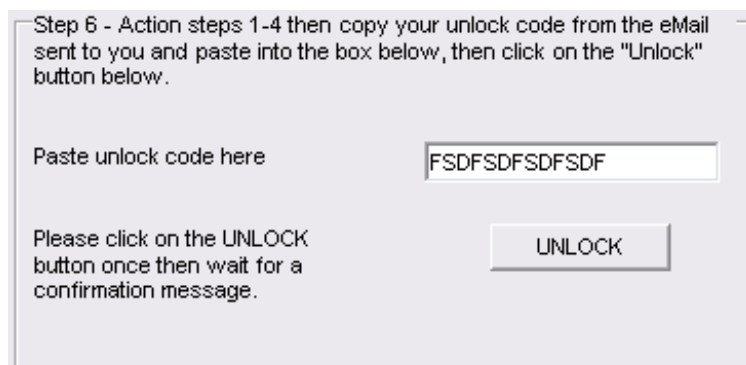 Step 6 - Action steps 1-4 then copy your unlock code from the eMail
sent to you and paste into the box below, then click on the "Unlock"
button below.
Paste unlock code here
FSDFSDFSDFSDF
Please click on the UNLOCK
button once then wait for a
confirmation message.
UNLOCK